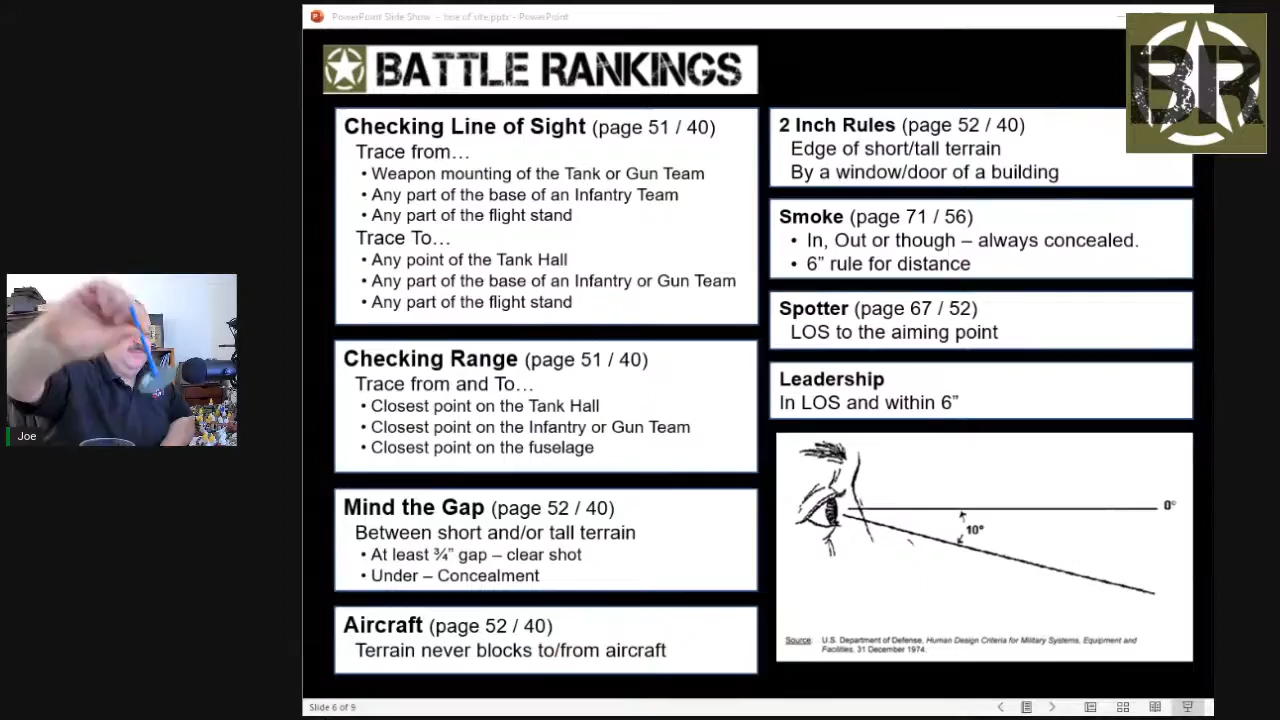 PowerPoint Slide Show - line of site.pptx - PowerPoint
BATTLE RANKINGS
BR
Checking Line of Sight (page 51 / 40)
Trace from…
• Weapon mounting of the Tank or Gun Team
• Any part of the base of an Infantry Team
• Any part of the flight stand
Trace To…
• Any point of the Tank Hall
• Any part of the base of an Infantry or Gun Team
• Any part of the flight stand
Checking Range (page 51 / 40)
Trace from and To…
• Closest point on the Tank Hall
• Closest point on the Infantry or Gun Team
• Closest point on the fuselage
Mind the Gap (page 52 / 40)
Between short and/or tall terrain
• At least ¾” gap – clear shot
• Under – Concealment
Aircraft (page 52 / 40)
Terrain never blocks to/from aircraft
2 Inch Rules (page 52 / 40)
Edge of short/tall terrain
By a window/door of a building
Smoke (page 71 / 56)
• In, Out or though – always concealed.
• 6” rule for distance
Spotter (page 67 / 52)
LOS to the aiming point
Leadership
In LOS and within 6”
0°
10°
Source: U.S. Department of Defense, Human Design Criteria for Military Systems, Equipment and
Facilities, 31 December 1974.
Joe
Slide 6 of 9